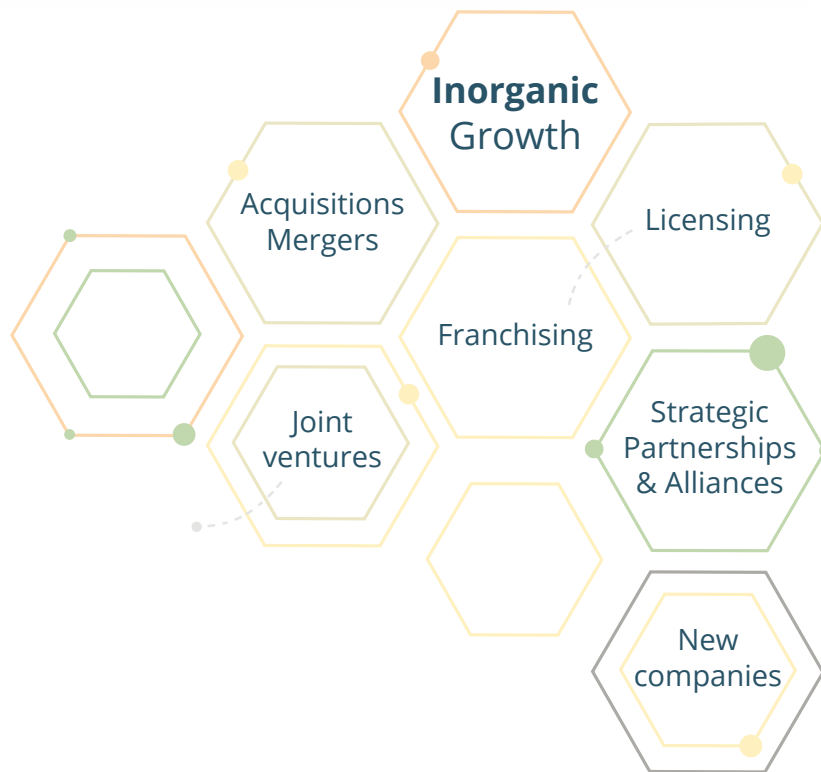 Inorganic
Growth
Acquisitions
Mergers
Licensing
Franchising
Joint
ventures
Strategic
Partnerships
& Alliances
New
companies